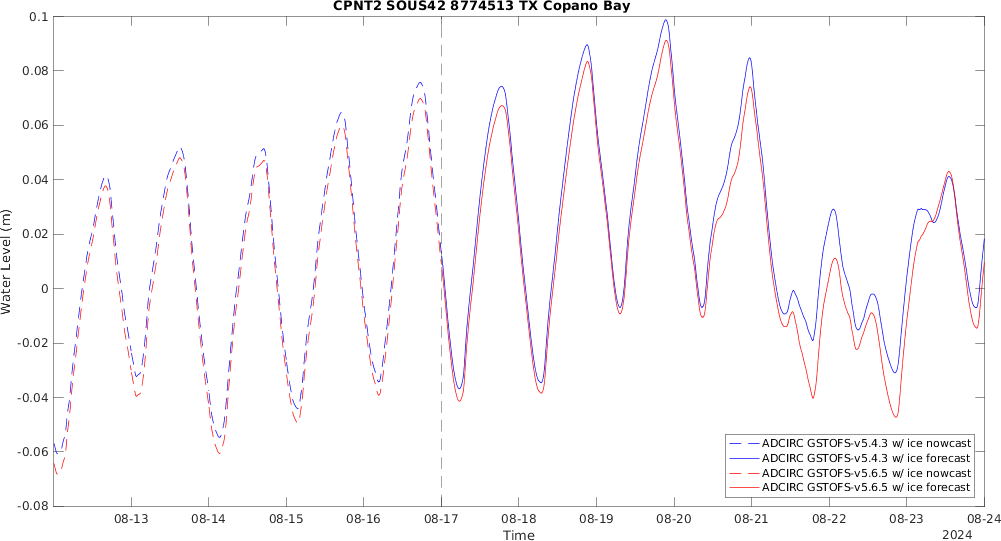 CPNT2 SOUS42 8774513 TX Copano Bay
0.1
0.08
0.06
0.04
0.02
0
-0.02
-0.04
-0.06
-0.08
Water Level (m)
ADCIRC GSTOFS-v5.4.3 w/ ice nowcast
ADCIRC GSTOFS-v5.4.3 w/ ice forecast
ADCIRC GSTOFS-v5.6.5 w/ ice nowcast
ADCIRC GSTOFS-v5.6.5 w/ ice forecast
08-13 08-14 08-15 08-16 08-17 08-18 08-19 08-20 08-21 08-22 08-23 08-24
Time
2024